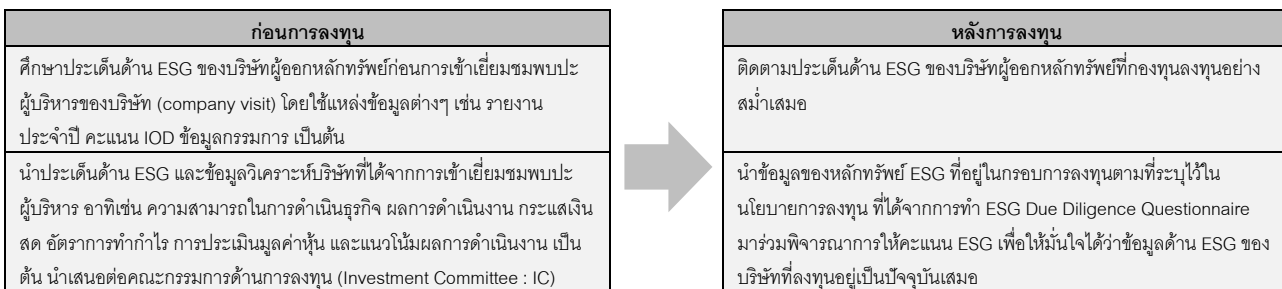 ก่อนการลงทุน
ศึกษาประเด็นด้าน ESG ของบริษัทผู้ออกหลักทรัพย์ก่อนการเข้าเยี่ยมชมพบปะ
ผู้บริหารของบริษัท (company visit) โดยใช้แหล่งข้อมูลต่างๆ เช่น รายงาน
ประจำปี คะแนน IOD ข้อมูลกรรมการ เป็นต้น
นำประเด็นด้าน ESG และข้อมูลวิเคราะห์บริษัทที่ได้จากการเข้าเยี่ยมชมพบปะ
ผู้บริหาร อาทิเช่น ความสามารถในการดำเนินธุรกิจ ผลการดำเนินงาน กระแสเงิน
สด อัตราการทำกำไร การประเมินมูลค่าหุ้น และแนวโน้มผลการดำเนินงาน เป็น
ต้น นำเสนอต่อคณะกรรมการด้านการลงทุน (Investment Committee : IC)
หลังการลงทุน
ติดตามประเด็นด้าน ESG ของบริษัทผู้ออกหลักทรัพย์ที่กองทุนลงทุนอย่าง
สม่ำเสมอ
นำข้อมูลของหลักทรัพย์ ESG ที่อยู่ในกรอบการลงทุนตามที่ระบุไว้ใน
นโยบายการลงทุน ที่ได้จากการทำ ESG Due Diligence Questionnaire
มาร่วมพิจารณาการให้คะแนน ESG เพื่อให้มั่นใจได้ว่าข้อมูลด้าน ESG ของ
บริษัทที่ลงทุนอยู่เป็นปัจจุบันเสมอ